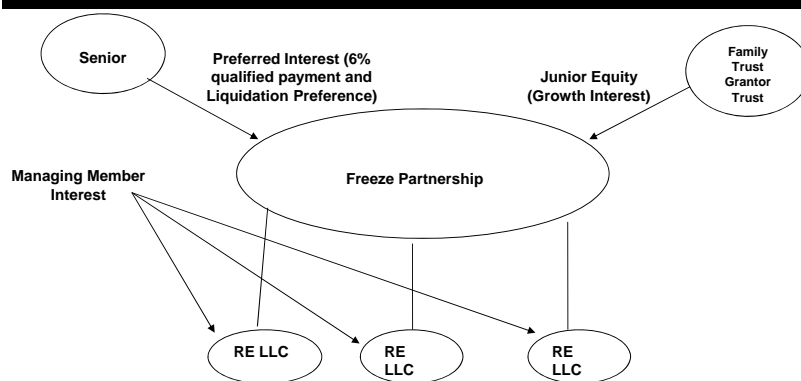 Senior
Preferred Interest (6%
qualified payment and
Liquidation Preference)
Junior Equity
(Growth Interest)
Family
Trust
Grantor
Trust
Managing Member
Interest
Freeze Partnership
RE LLC
RE
LLC
RE
LLC